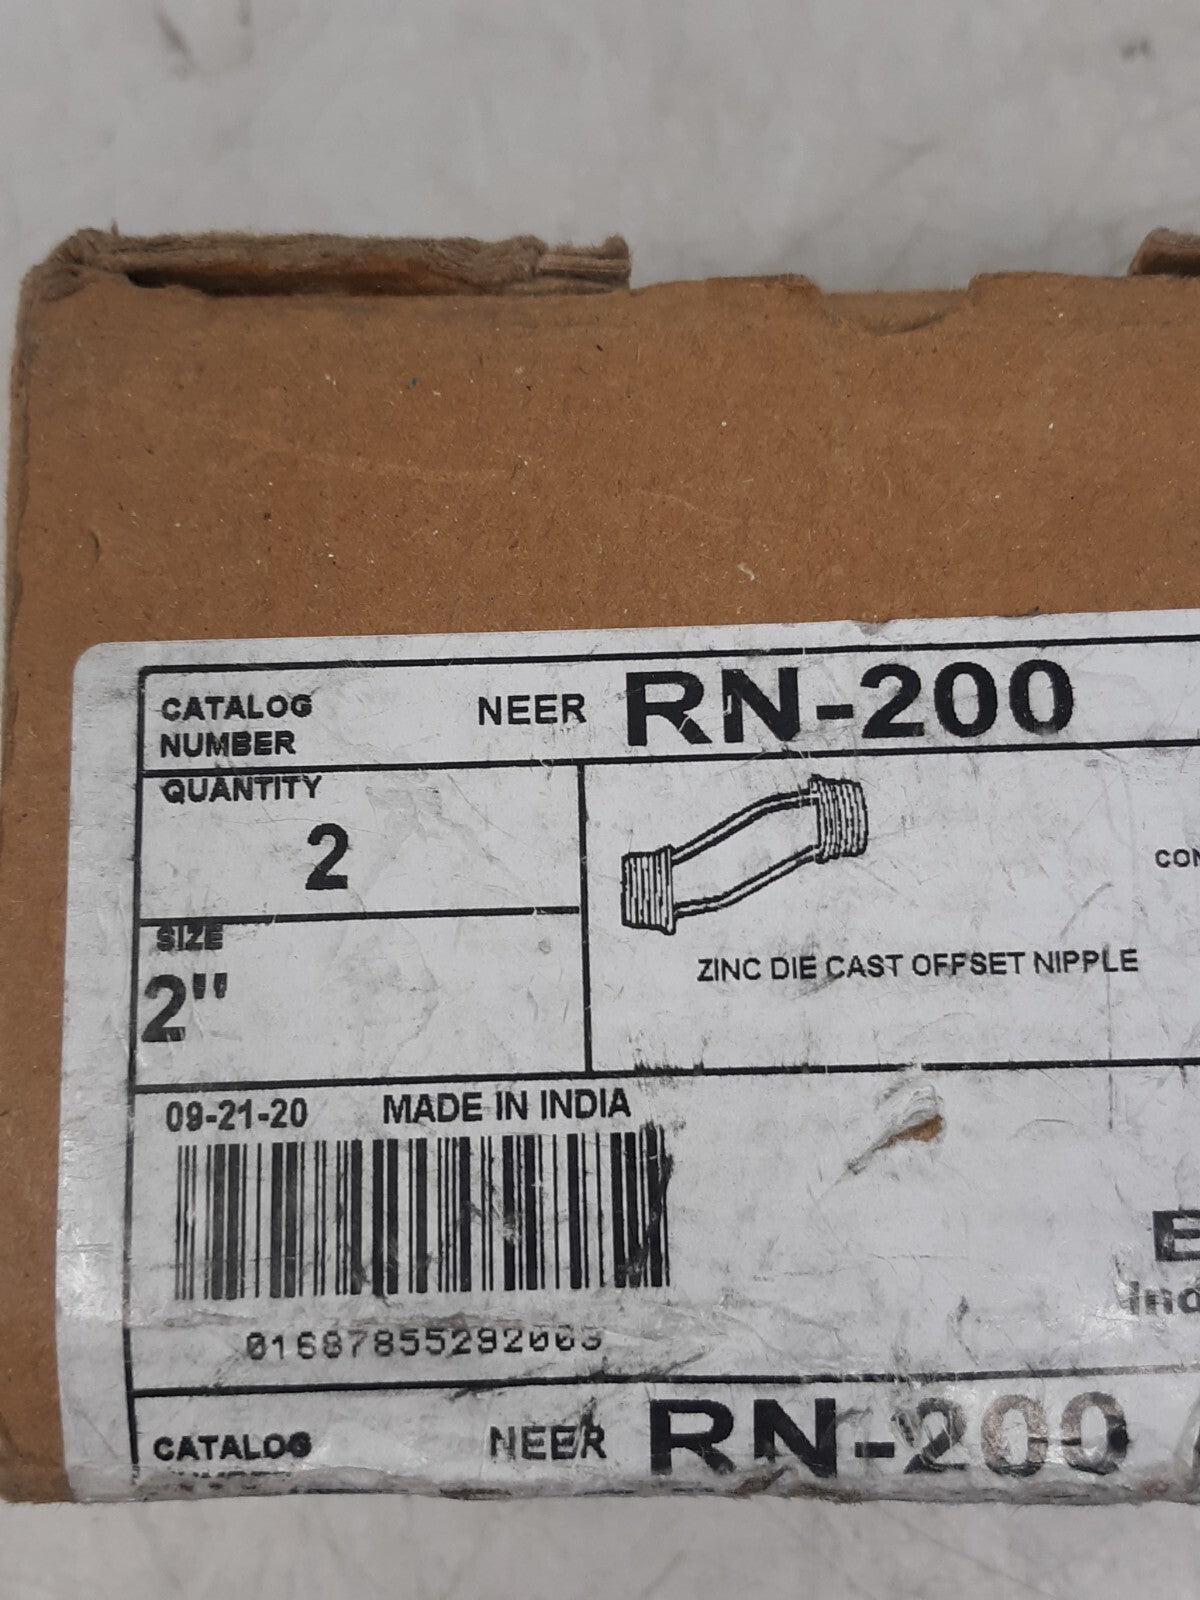 CATALOG NUMBER NEER RN-200
QUANTITY
2
CON
SIZE
2"
ZINC DIE CAST OFFSET NIPPLE
09-21-20 MADE IN INDIA
Ind
CATALOG NEER RN-200